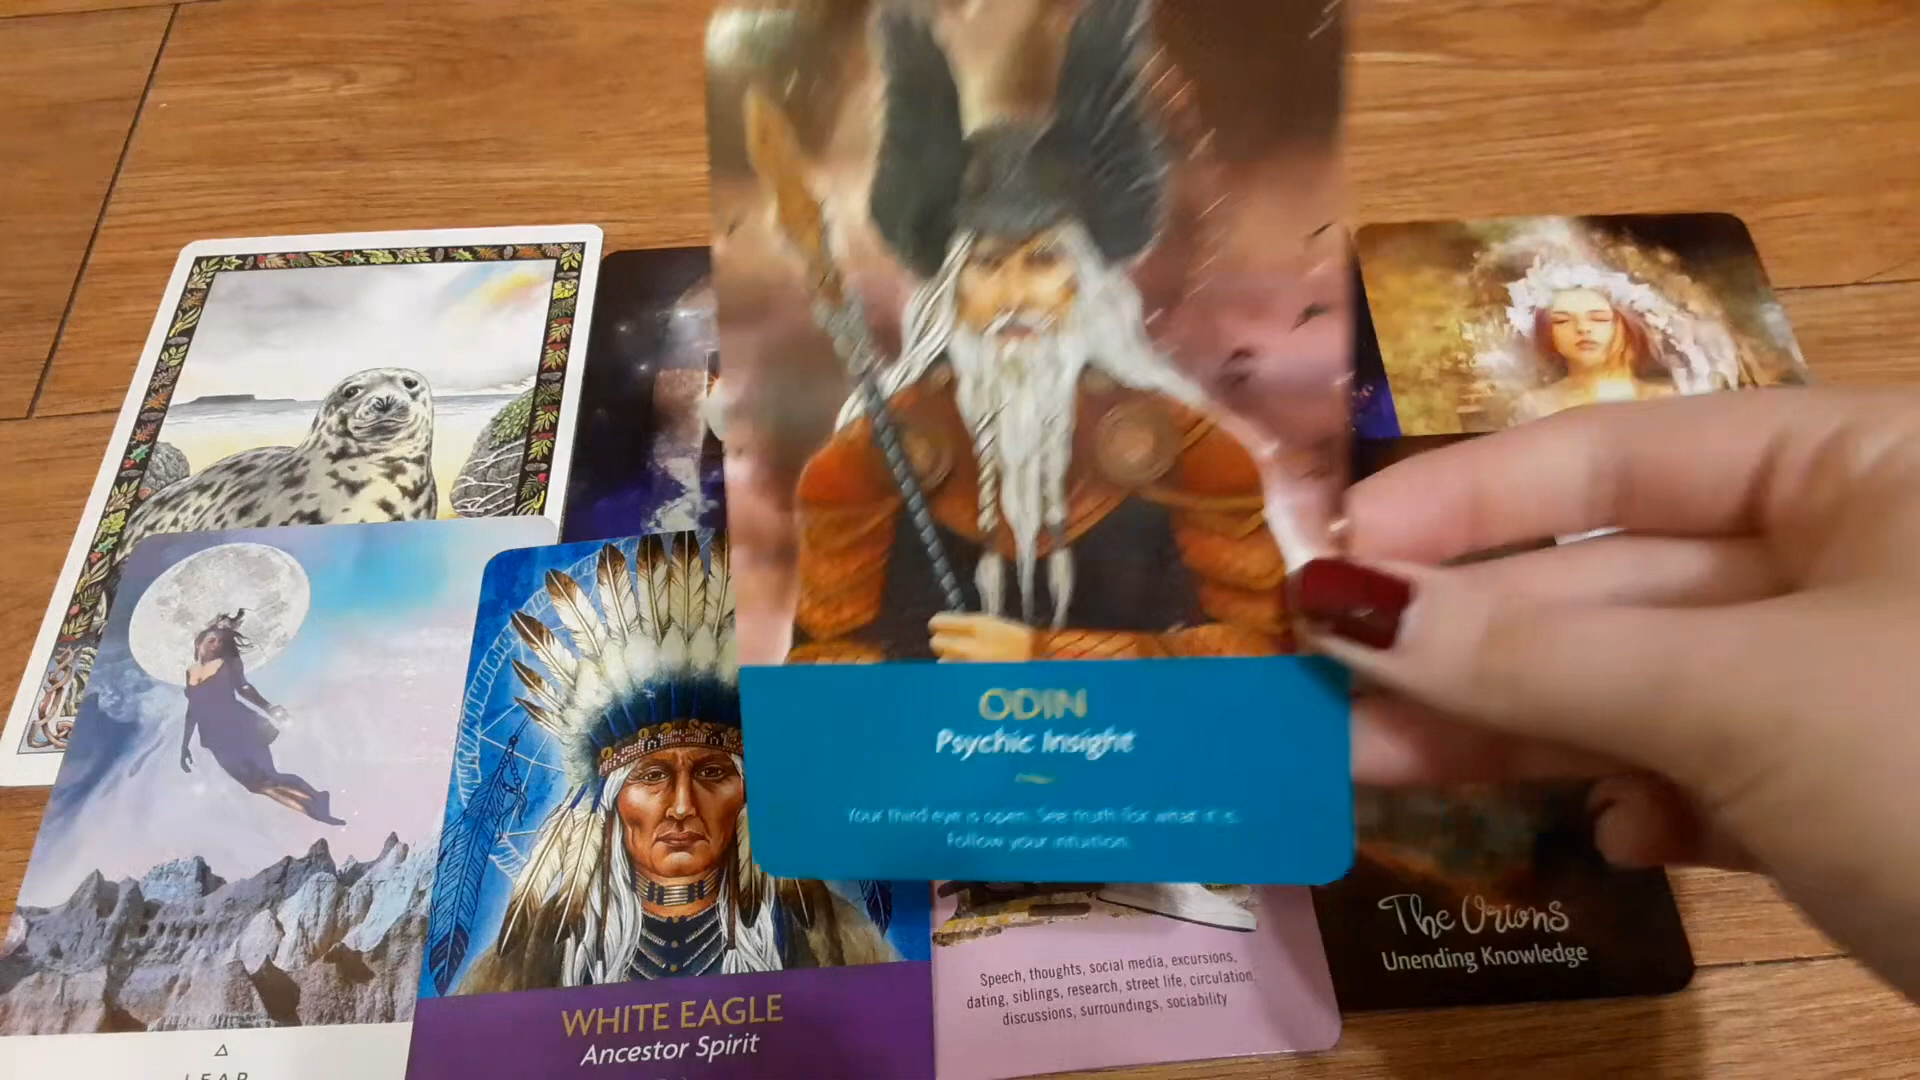 ODIN
Psychic Insight
Your third eye is open. See truth for what it is.
Follow your intuition.
The Orions
Unending Knowledge
Speech, thoughts, social media, excursions,
dating, siblings, research, street life, circulation,
discussions, surroundings, sociability
WHITE EAGLE
Ancestor Spirit
LEAP